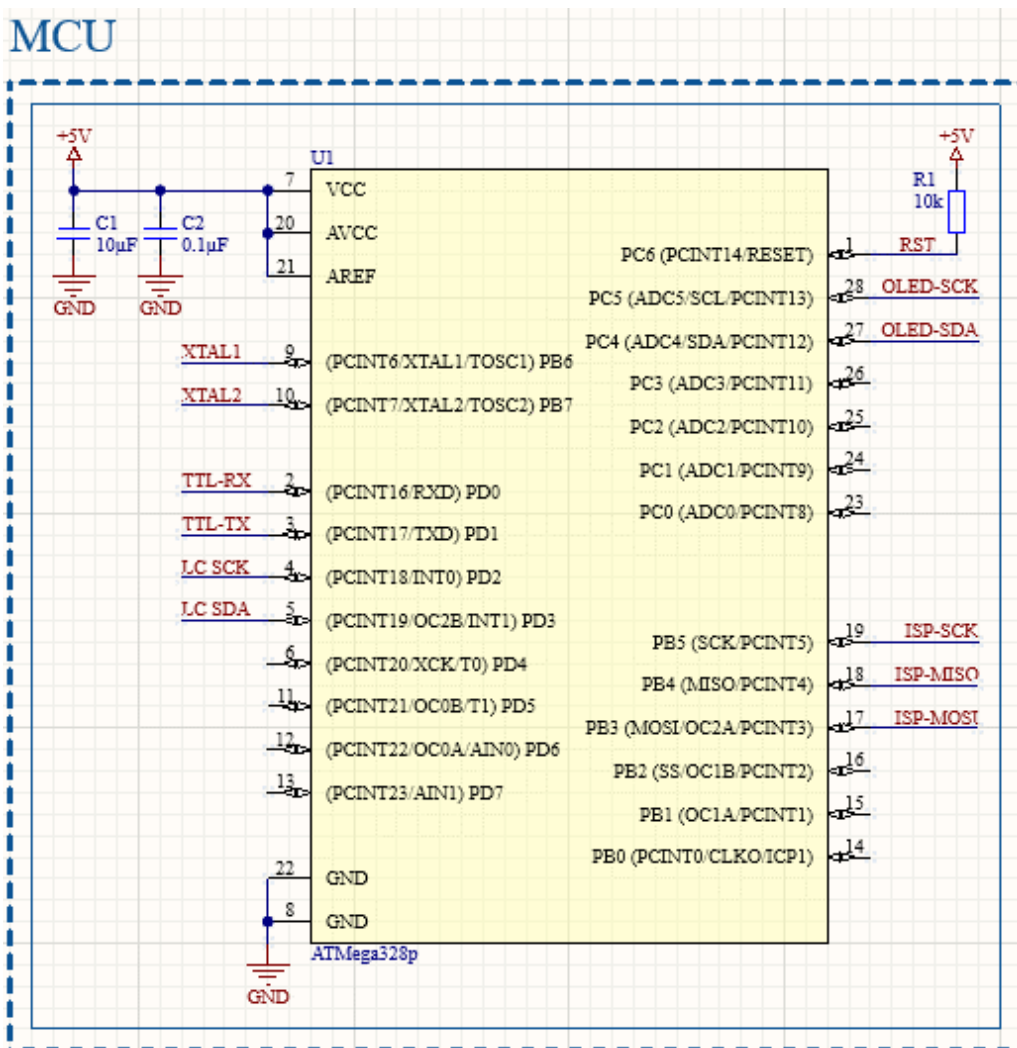 MCU
+5V
+5V
U1
7 VCC
R1
10k
C1
10µF
C2
0.1µF
20 AVCC
PC6 (PCINT14/RESET) 1 RST
21 AREF
GND
GND
PC5 (ADC5/SCL/PCINT13) 28 OLED-SCK
PC4 (ADC4/SDA/PCINT12) 27 OLED-SDA
XTAL1 9 (PCINT6/XTAL1/TOSC1) PB6
PC3 (ADC3/PCINT11) 26
XTAL2 10 (PCINT7/XTAL2/TOSC2) PB7
PC2 (ADC2/PCINT10) 25
PC1 (ADC1/PCINT9) 24
TTL-RX 2 (PCINT16/RXD) PD0
PC0 (ADC0/PCINT8) 23
TTL-TX 3 (PCINT17/TXD) PD1
SCK 4 (PCINT18/INT0) PD2
SDA 5 (PCINT19/OC2B/INT1) PD3
PB5 (SCK/PCINT5) 19 ISP-SCK
6 (PCINT20/XCK/T0) PD4
PB4 (MISO/PCINT4) 18 ISP-MISO
11 (PCINT21/OC0B/T1) PD5
PB3 (MOSI/OC2A/PCINT3) 17 ISP-MOSI
12 (PCINT22/OC0A/AIN0) PD6
PB2 (SS/OC1B/PCINT2) 16
13 (PCINT23/AIN1) PD7
PB1 (OC1A/PCINT1) 15
PB0 (PCINT0/CLKO/ICP1) 14
22 GND
8 GND
ATMega328p
GND